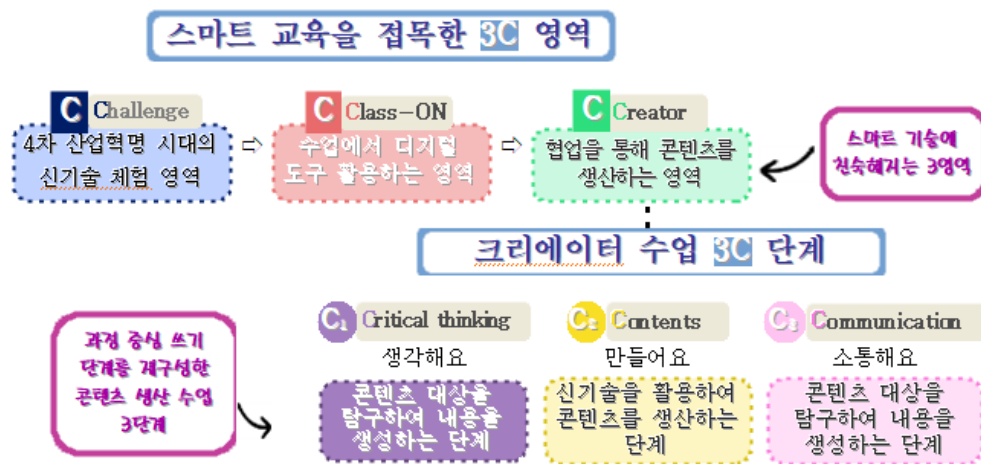 스마트 교육을 접목한 3C 영역
C Challenge
4차 산업혁명 시대의
신기술 체험 영역
⇨
C Class-ON
수업에서 디지털
도구 활용하는 영역
⇨
C Creator
협업을 통해 콘텐츠를
생산하는 영역
스마트 기술에
친숙해지는 3영역
크리에이터 수업 3C 단계
과정 중심 쓰기
단계를 재구성한
콘텐츠 생산 수업
3단계
C₁ Critical thinking
생각해요
콘텐츠 대상을
탐구하여 내용을
생성하는 단계
C₂ Contents
만들어요
신기술을 활용하여
콘텐츠를 생산하는
단계
C₃ Communication
소통해요
콘텐츠 대상을
탐구하여 내용을
생성하는 단계